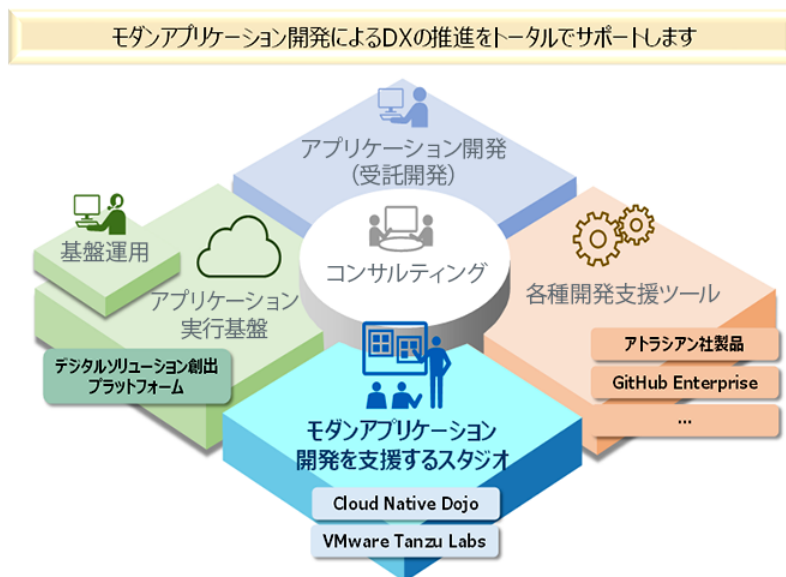 モダンアプリケーション開発によるDXの推進をトータルでサポートします
アプリケーション開発
(受託開発)
基盤運用
コンサルティング
アプリケーション
実行基盤
各種開発支援ツール
デジタルソリューション創出
プラットフォーム
アトラシアン社製品
GitHub Enterprise
...
モダンアプリケーション
開発を支援するスタジオ
Cloud Native Dojo
VMware Tanzu Labs